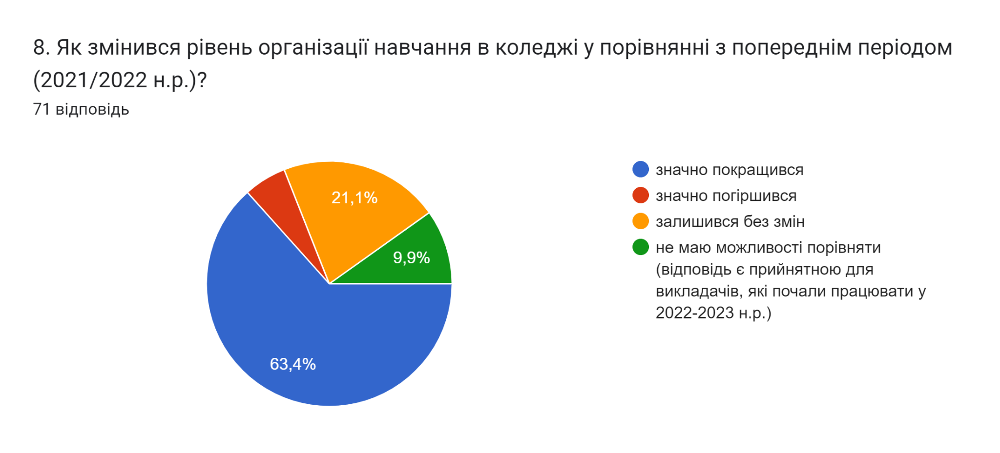 8. Як змінився рівень організації навчання в коледжі у порівнянні з попереднім періодом
(2021/2022 н.р.)?
71 відповідь
21,1%
9,9%
63,4%
значно покращився
значно погіршився
залишився без змін
не маю можливості порівняти
(відповідь є прийнятною для
викладачів, які почали працювати у
2022-2023 н.р.)